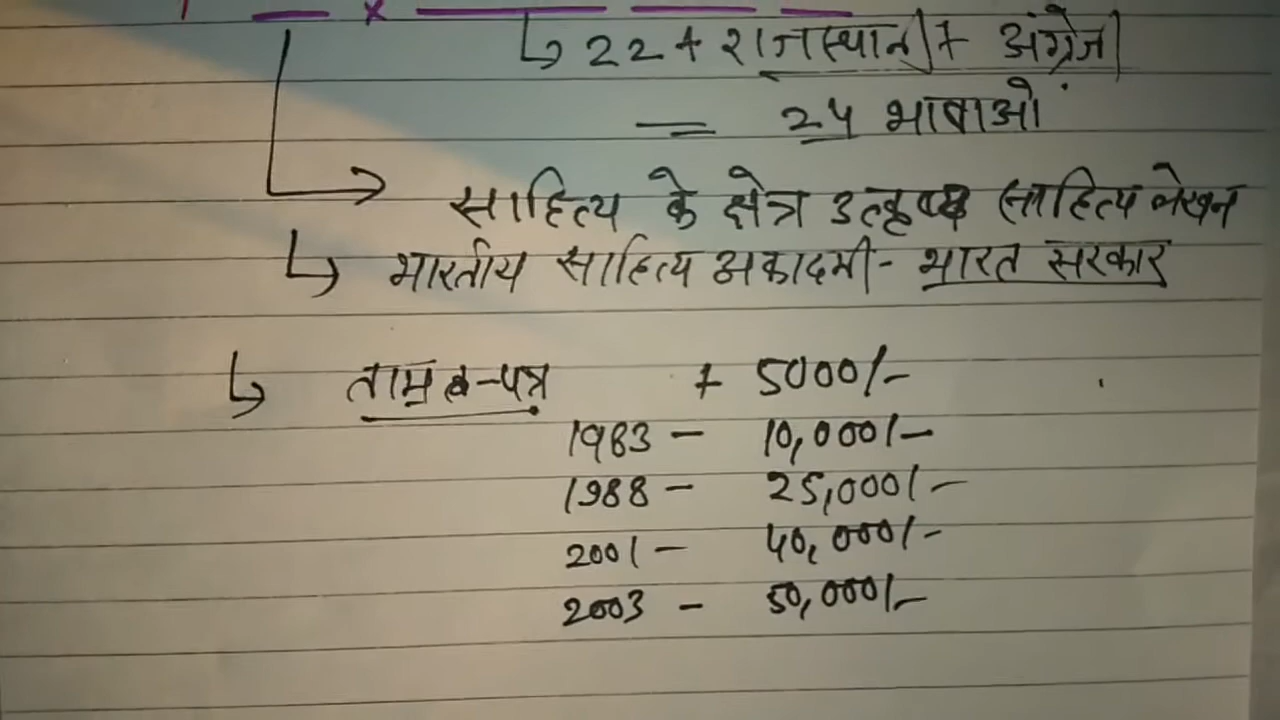 ↳ 22 + राजस्थानी + अंग्रेजी
= 24 भाषाओं
→ साहित्य के क्षेत्र उत्कृष्ट साहित्य लेखन
↳ भारतीय साहित्य अकादमी - भारत सरकार
↳ ताम्र-पत्र + 5000/-
1983 - 10,000/-
1988 - 25,000/-
2001 - 40,000/-
2003 - 50,000/-